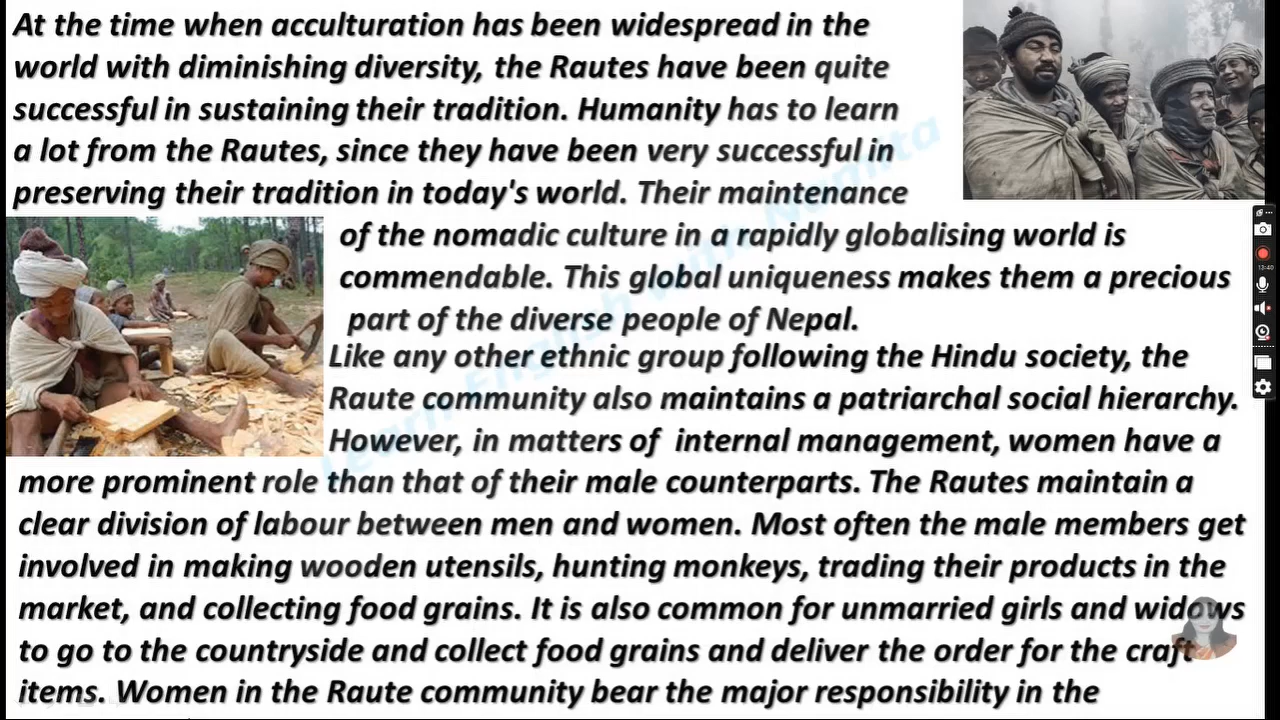 At the time when acculturation has been widespread in the
world with diminishing diversity, the Rautes have been quite
successful in sustaining their tradition. Humanity has to learn
a lot from the Rautes, since they have been very successful in
preserving their tradition in today's world. Their maintenance
of the nomadic culture in a rapidly globalising world is
commendable. This global uniqueness makes them a precious
part of the diverse people of Nepal.
Like any other ethnic group following the Hindu society, the
Raute community also maintains a patriarchal social hierarchy.
However, in matters of internal management, women have a
more prominent role than that of their male counterparts. The Rautes maintain a
clear division of labour between men and women. Most often the male members get
involved in making wooden utensils, hunting monkeys, trading their products in the
market, and collecting food grains. It is also common for unmarried girls and widows
to go to the countryside and collect food grains and deliver the order for the craft
items. Women in the Raute community bear the major responsibility in the
Learn English with Namita
13:40